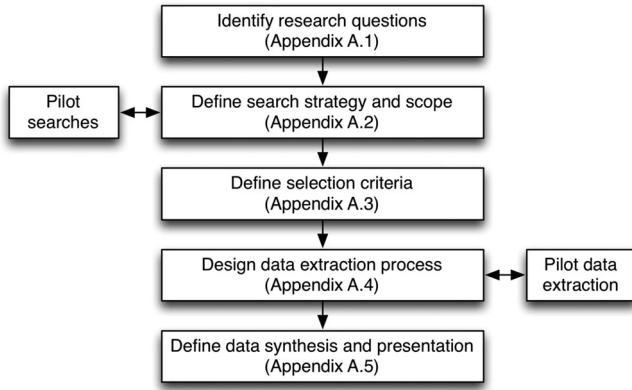 Identify research questions
(Appendix A.1)
Pilot
searches
Define search strategy and scope
(Appendix A.2)
Define selection criteria
(Appendix A.3)
Design data extraction process
(Appendix A.4)
Pilot data
extraction
Define data synthesis and presentation
(Appendix A.5)